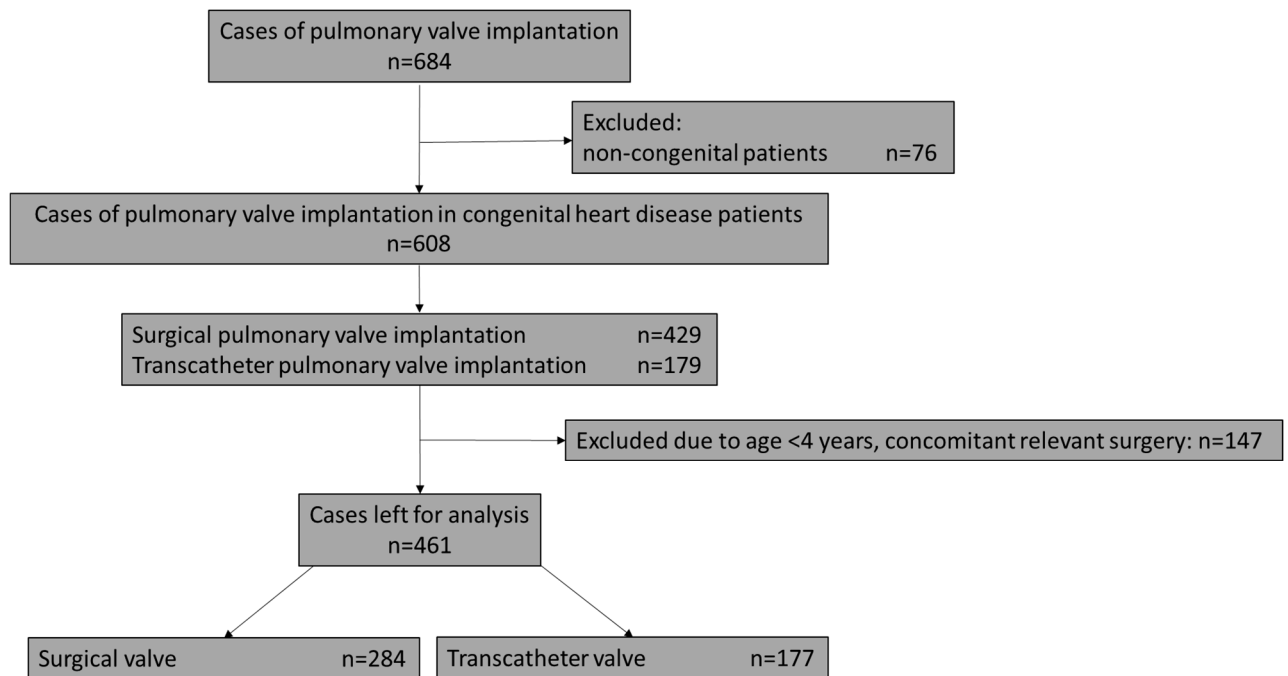 Cases of pulmonary valve implantation
n=684
Excluded:
non-congenital patients n=76
Cases of pulmonary valve implantation in congenital heart disease patients
n=608
Surgical pulmonary valve implantation n=429
Transcatheter pulmonary valve implantation n=179
Excluded due to age <4 years, concomitant relevant surgery: n=147
Cases left for analysis
n=461
Surgical valve n=284
Transcatheter valve n=177